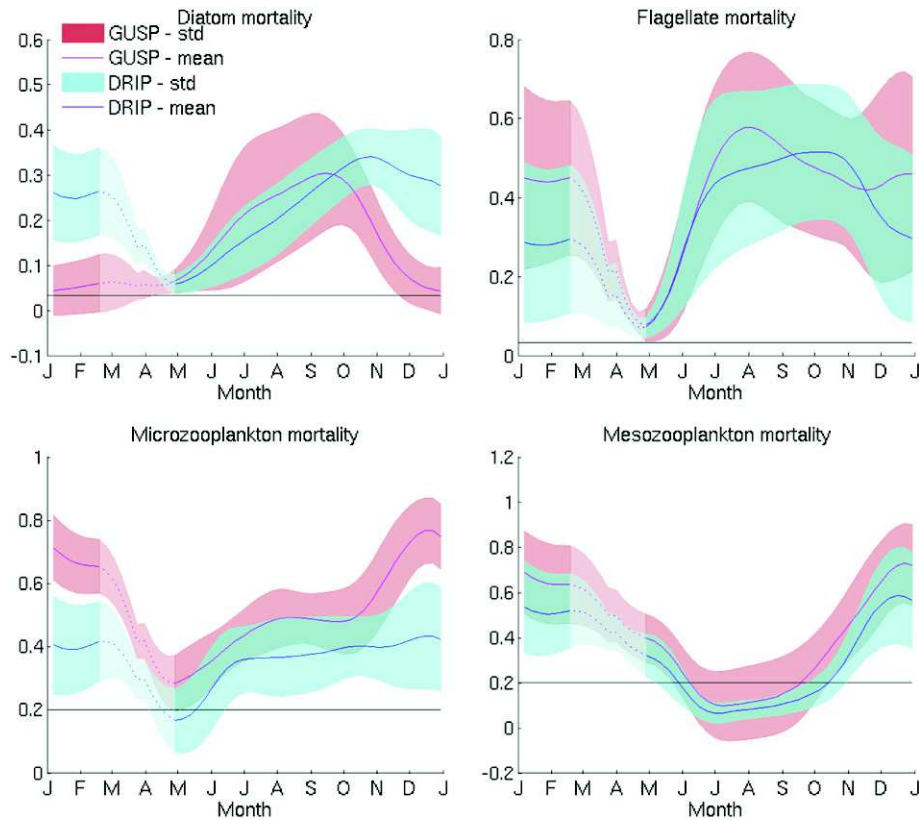 Diatom mortality
0.6
0.5
0.4
0.3
0.2
0.1
0
-0.1
GUSP - std
GUSP - mean
DRIP - std
DRIP - mean
J F M A M J J A S O N D J
Month
Flagellate mortality
0.8
0.6
0.4
0.2
0
J F M A M J J A S O N D J
Month
Microzooplankton mortality
1
0.8
0.6
0.4
0.2
0
J F M A M J J A S O N D J
Month
Mesozooplankton mortality
1.2
1
0.8
0.6
0.4
0.2
0
-0.2
J F M A M J J A S O N D J
Month